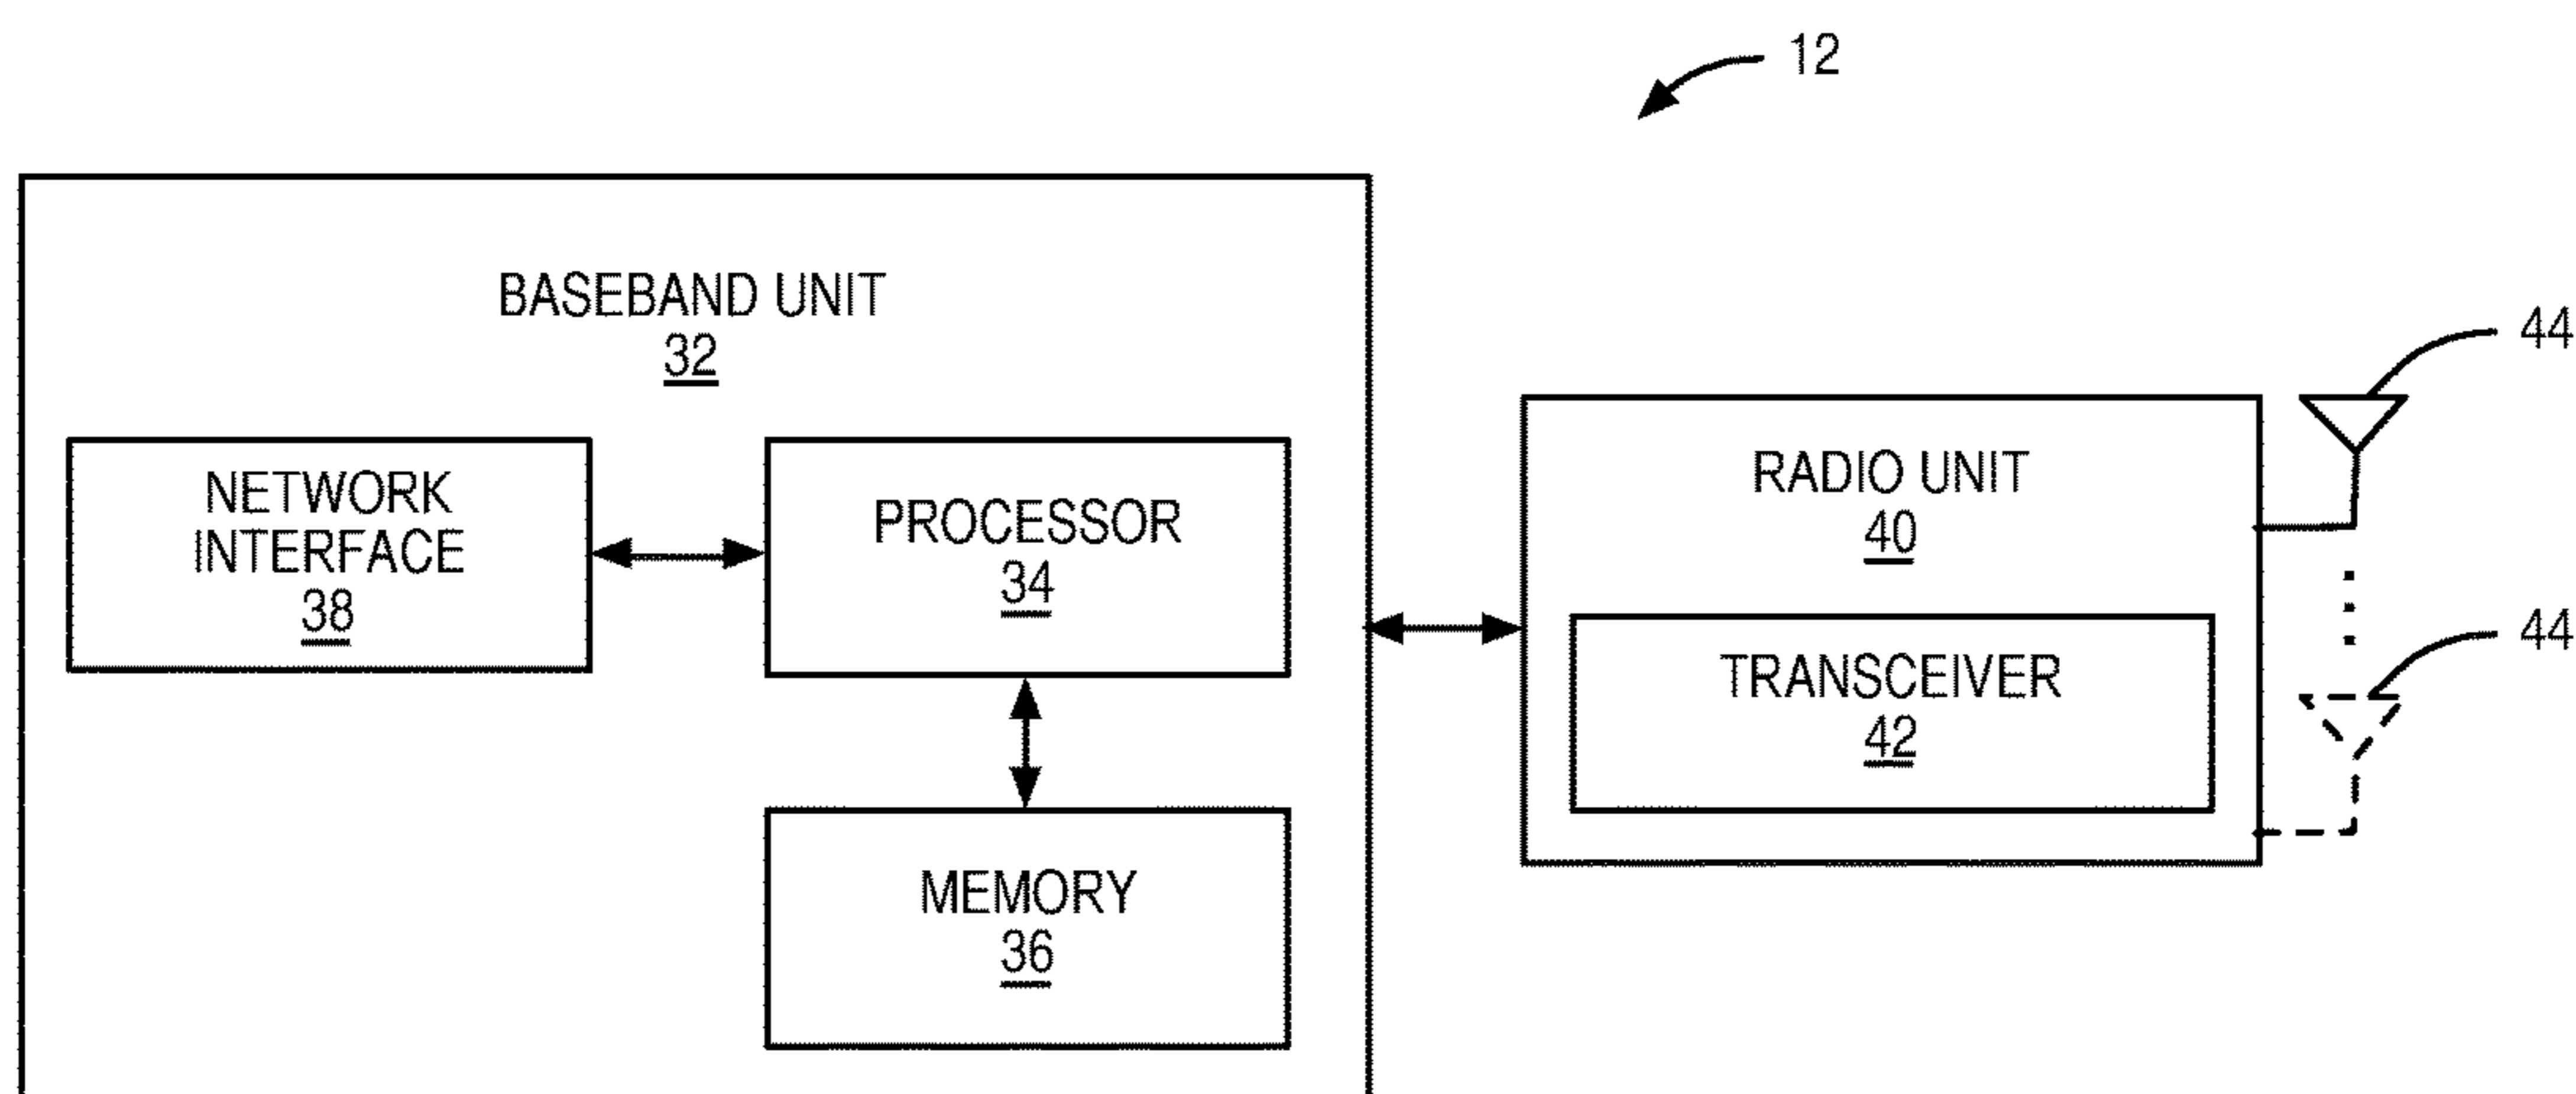 12
BASEBAND UNIT
32
NETWORK
INTERFACE
38
PROCESSOR
34
MEMORY
36
RADIO UNIT
40
TRANSCEIVER
42
44
44